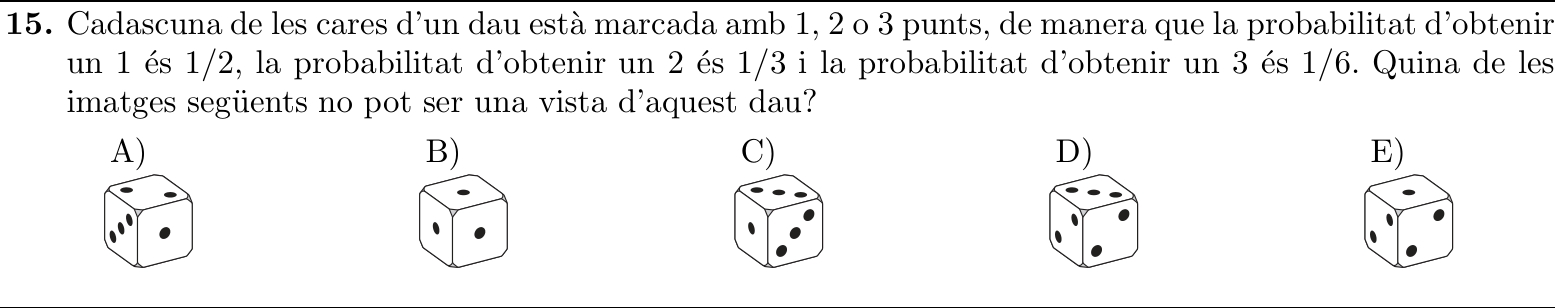 15. Cadascuna de les cares d'un dau està marcada amb 1, 2 o 3 punts, de manera que la probabilitat d'obtenir
un 1 és 1/2, la probabilitat d'obtenir un 2 és 1/3 i la probabilitat d'obtenir un 3 és 1/6. Quina de les
imatges següents no pot ser una vista d'aquest dau?
A) B) C) D) E)